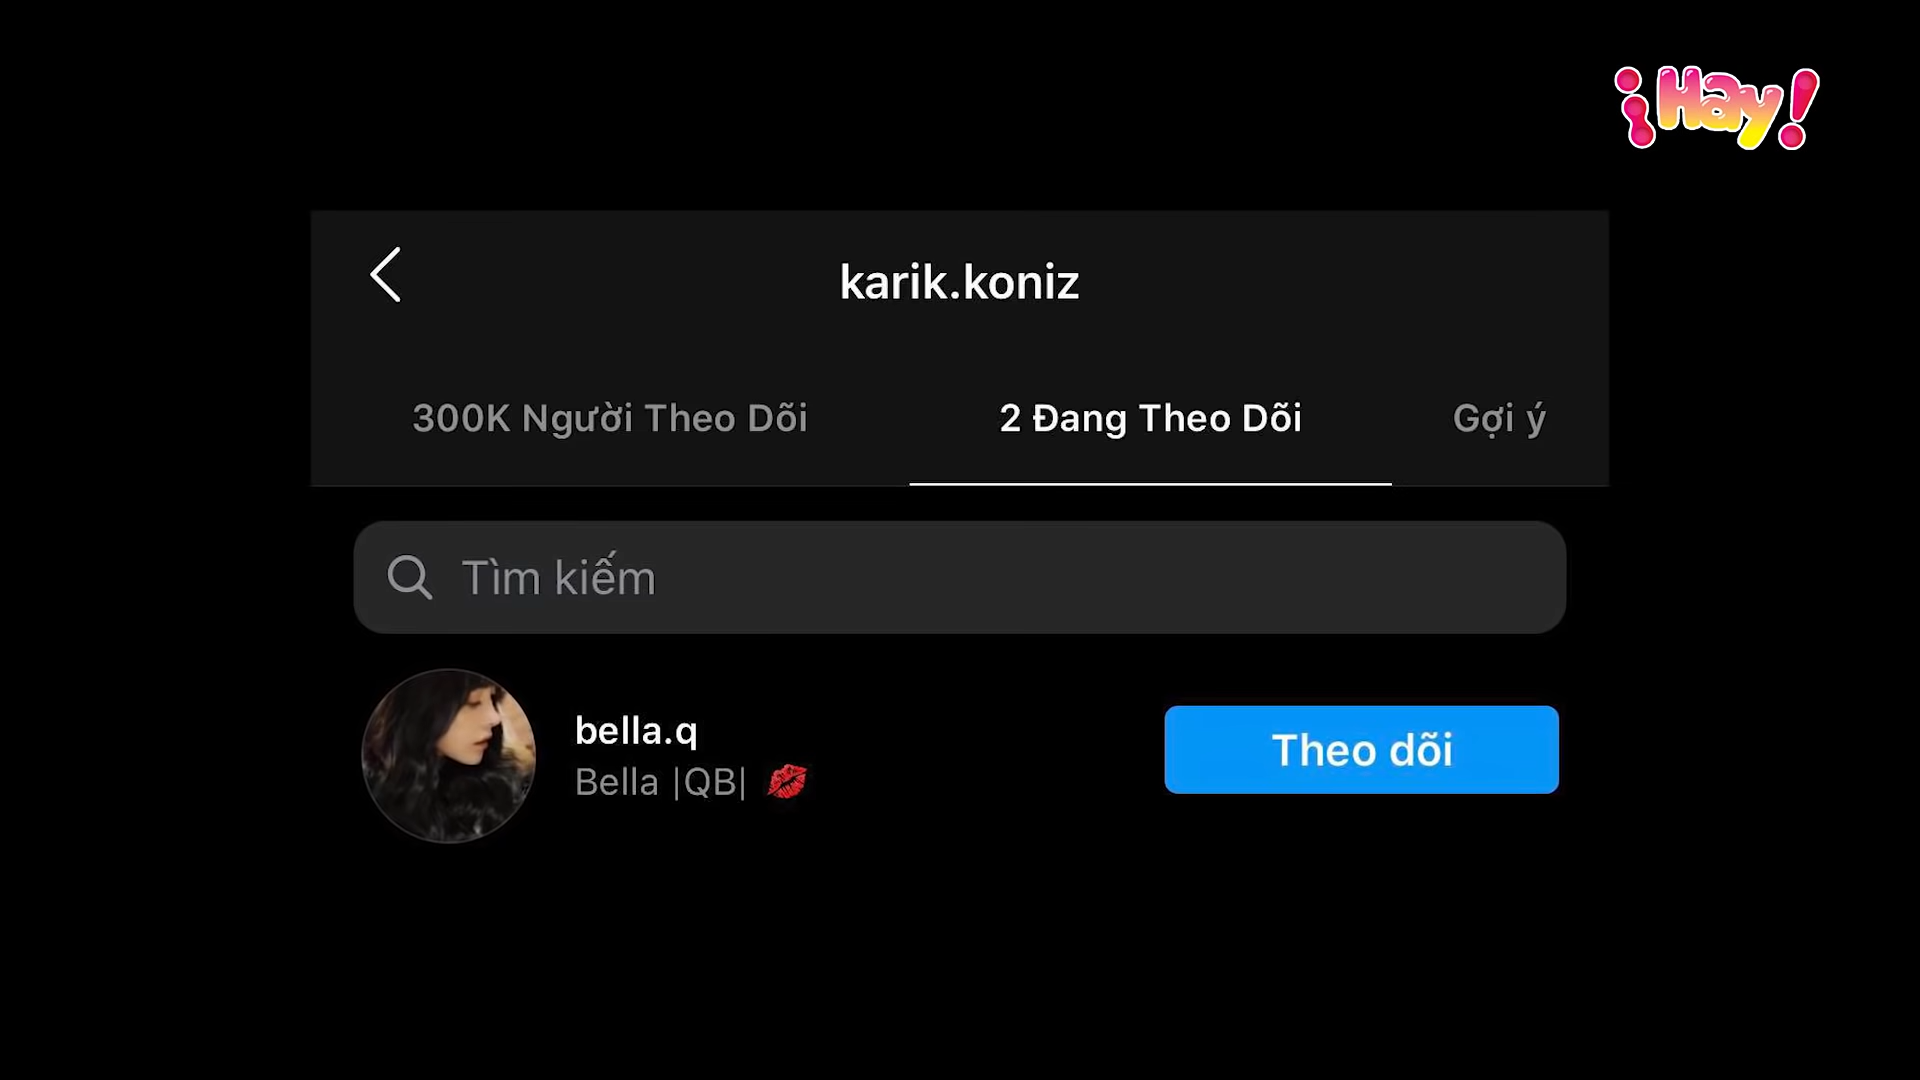 ¡Hay!
karik.koniz
300K Người Theo Dõi 2 Đang Theo Dõi Gợi ý
Tìm kiếm
bella.q
Bella |QB| 💋
Theo dõi